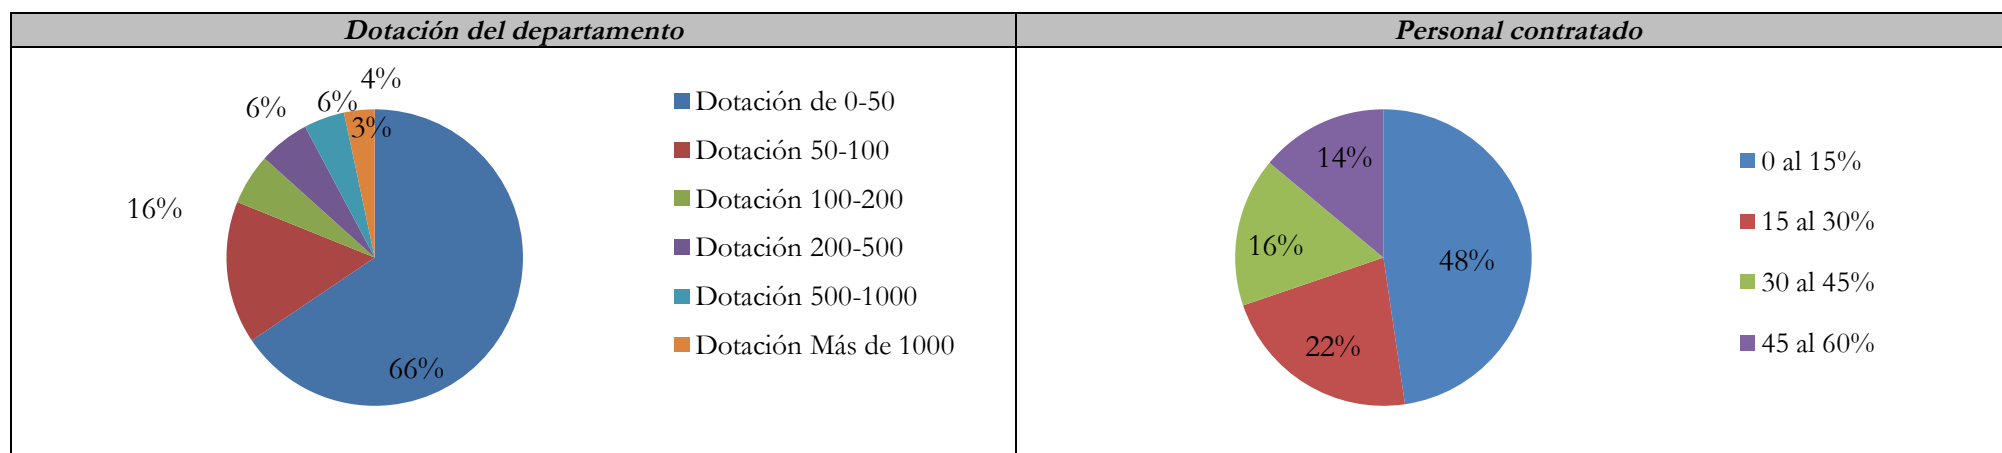 Dotación del departamento
Personal contratado
4%
6%
6%
3%
16%
66%
Dotación de 0-50
Dotación 50-100
Dotación 100-200
Dotación 200-500
Dotación 500-1000
Dotación Más de 1000
14%
16%
48%
22%
0 al 15%
15 al 30%
30 al 45%
45 al 60%